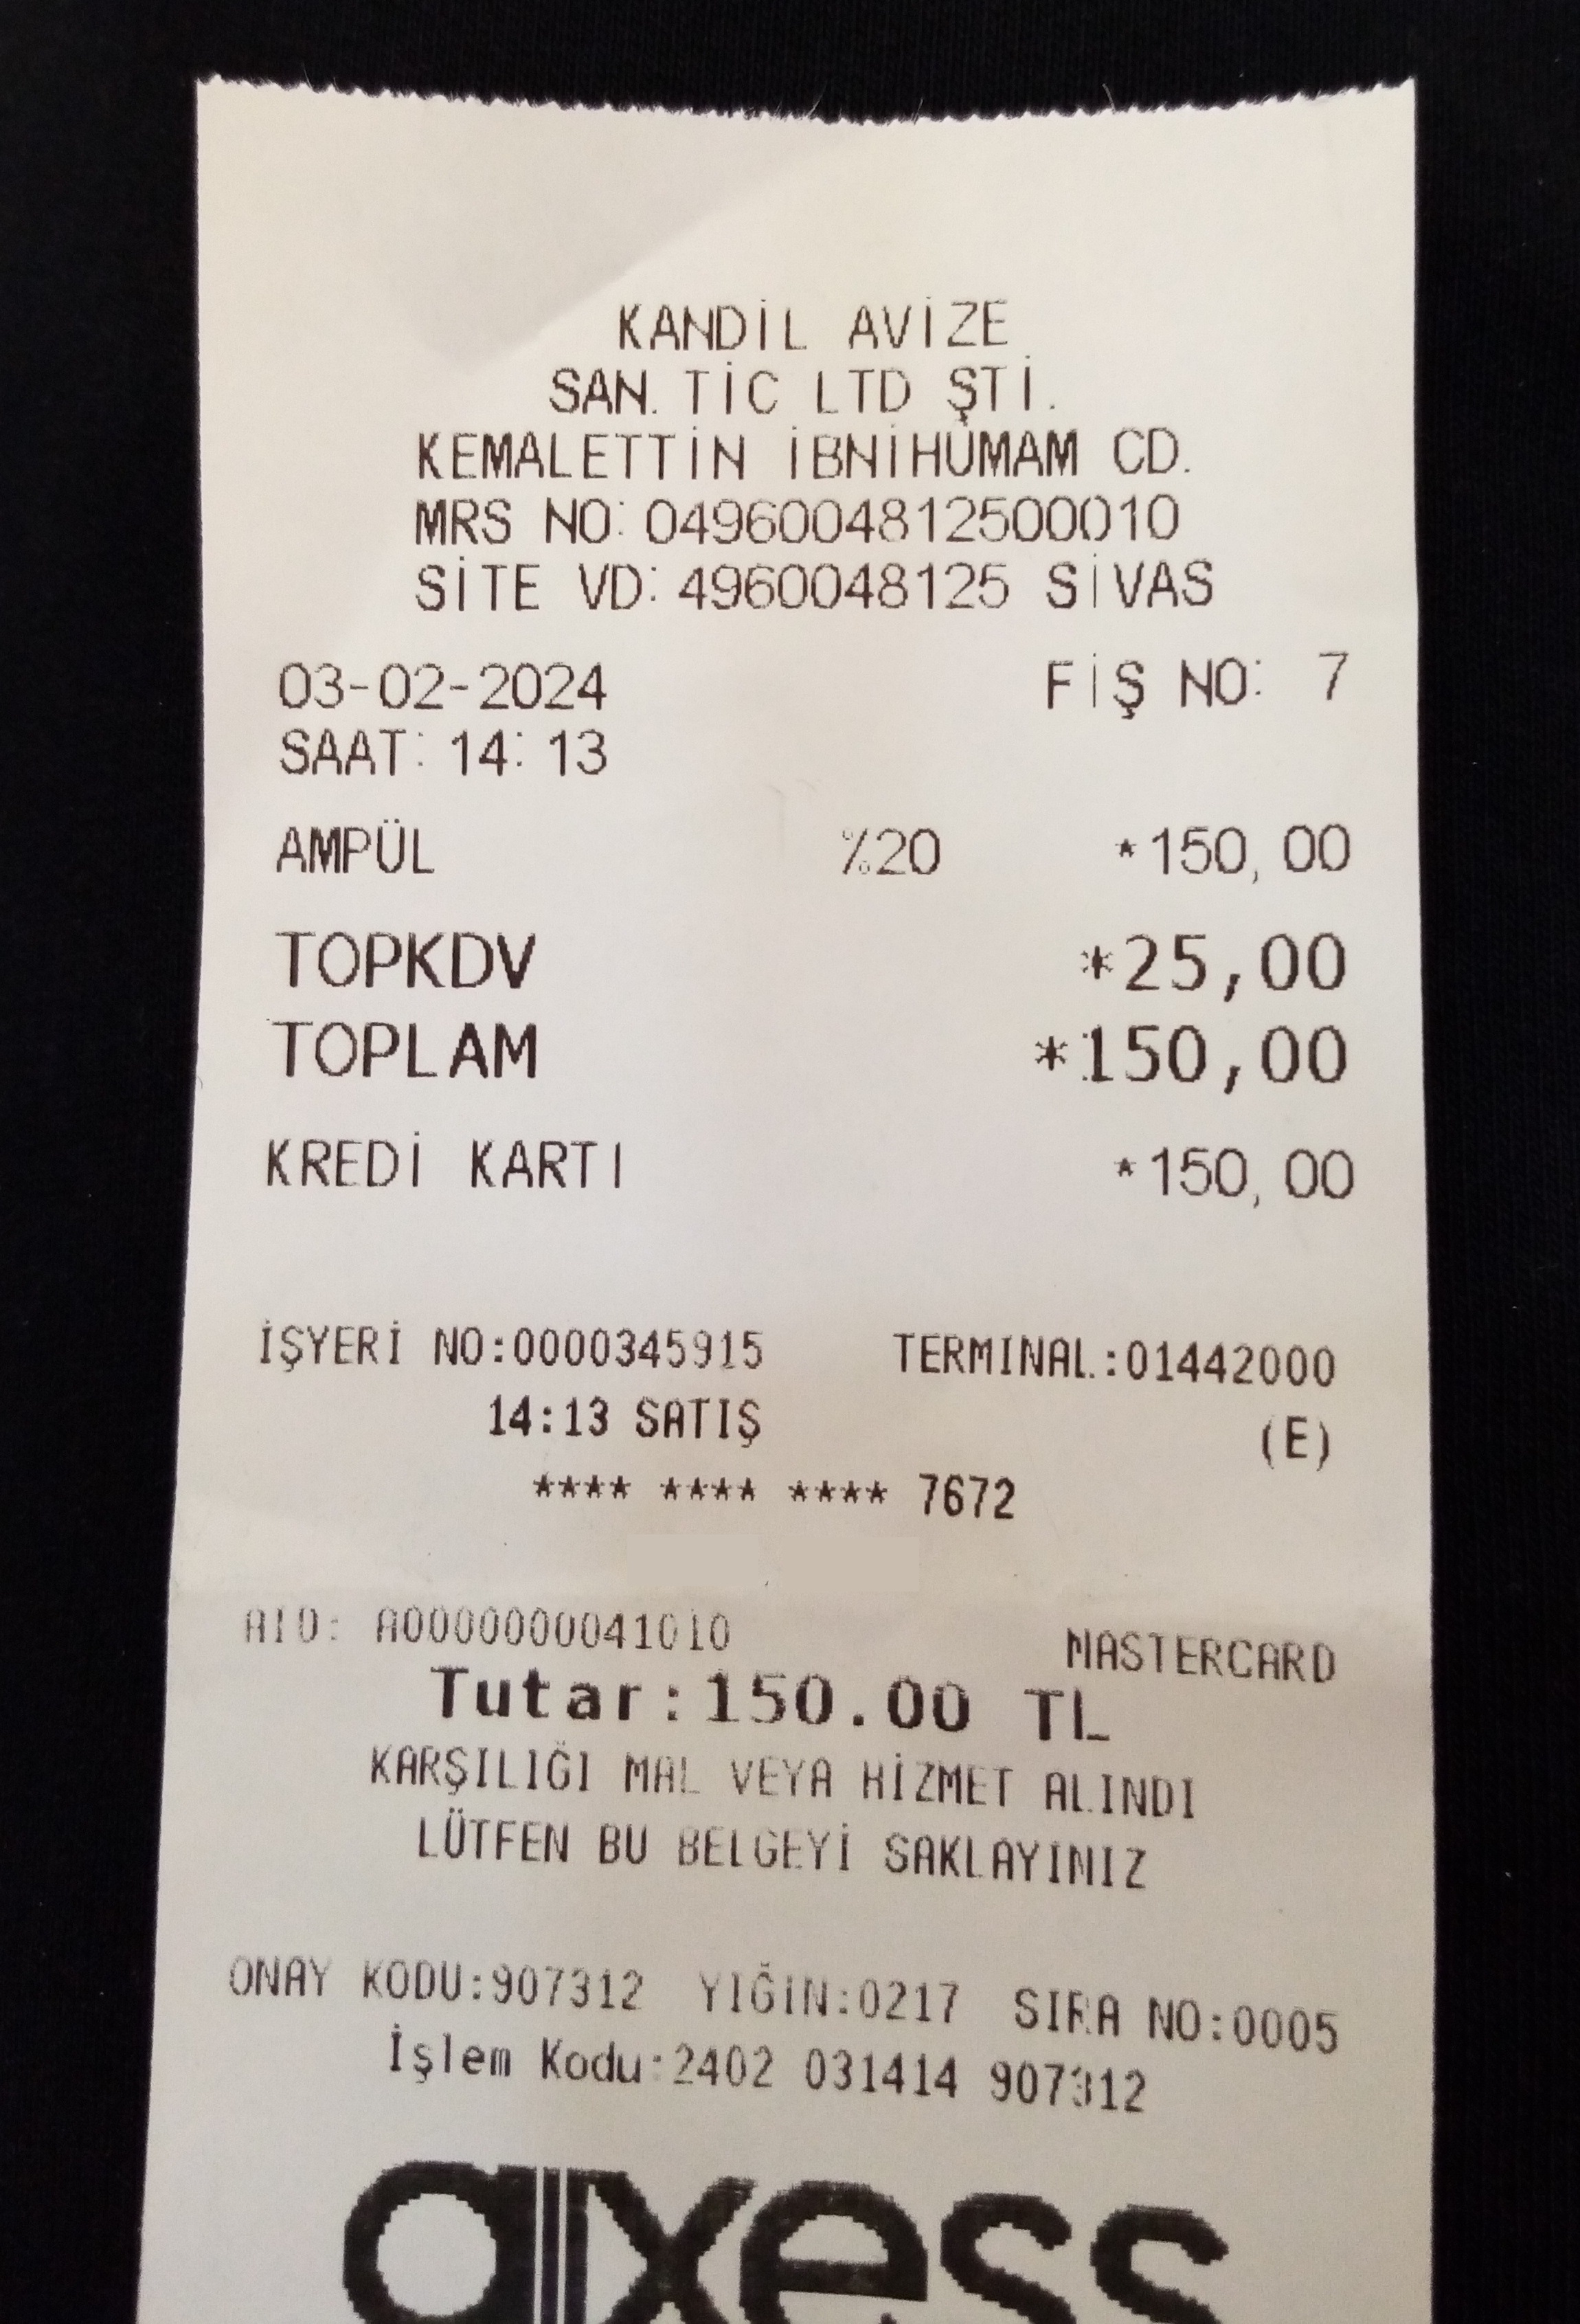 KANDİL AVİZE
SAN. TİC LTD ŞTİ.
KEMALETTİN İBNİHÜMAM CD.
MRS NO: 0496004812500010
SİTE VD: 4960048125 SİVAS
03-02-2024 FİŞ NO: 7
SAAT: 14: 13
AMPÜL %20 *150,00
TOPKDV *25,00
TOPLAM *150,00
KREDİ KARTI *150,00
İŞYERİ NO:0000345915 TERMINAL:01442000
14:13 SATIŞ (E)
**** **** **** 7672
AID: A0000000041010 MASTERCARD
Tutar:150.00 TL
KARŞILIĞI MAL VEYA HİZMET ALINDI
LÜTFEN BU BELGEYİ SAKLAYINIZ
ONAY KODU:907312 YIĞIN:0217 SIRA NO:0005
İşlem Kodu:2402 031414 907312
axess